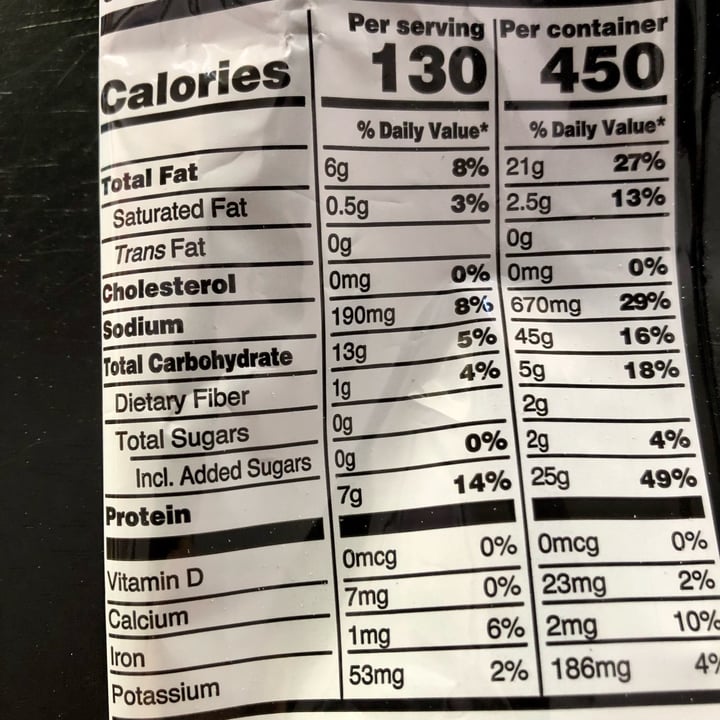 Per serving Per container
Calories 130 450
% Daily Value* % Daily Value*
Total Fat 6g 8% 21g 27%
Saturated Fat 0.5g 3% 2.5g 13%
Trans Fat 0g 0g
Cholesterol 0mg 0% 0mg 0%
Sodium 190mg 8% 670mg 29%
Total Carbohydrate 13g 5% 45g 16%
Dietary Fiber 1g 4% 5g 18%
Total Sugars 0g 2g
Incl. Added Sugars 0g 0% 2g 4%
Protein 7g 14% 25g 49%
Vitamin D 0mcg 0% 0mcg 0%
Calcium 7mg 0% 23mg 2%
Iron 1mg 6% 2mg 10%
Potassium 53mg 2% 186mg 4%